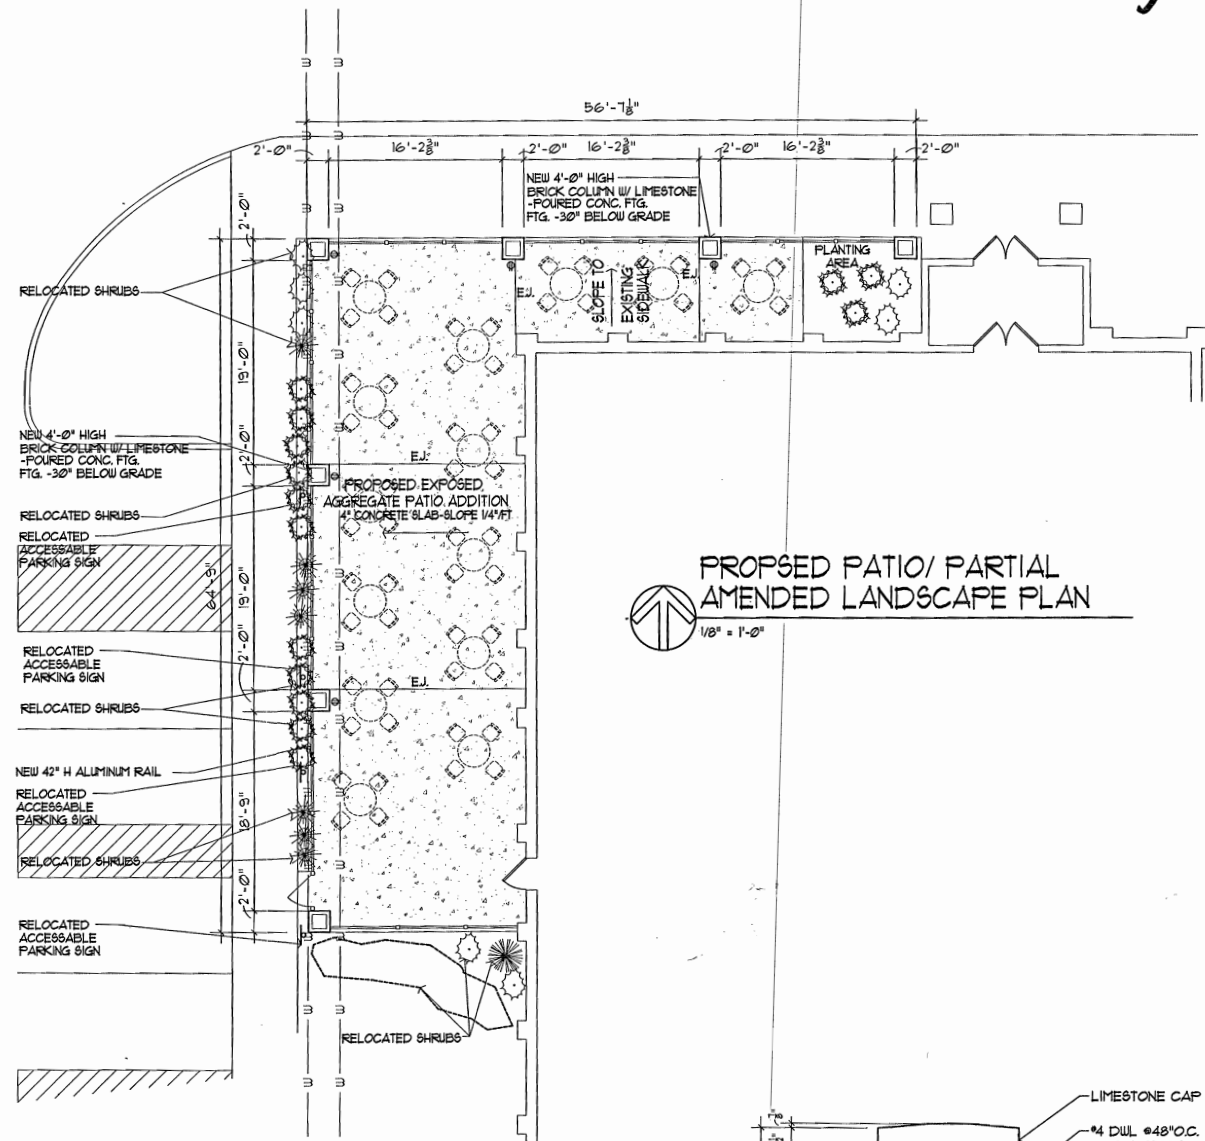 56'-7⅛"
2'-0"
16'-2⅜"
2'-0"
16'-2⅜"
2'-0"
16'-2⅜"
2'-0"
NEW 4'-0" HIGH
BRICK COLUMN W/ LIMESTONE
-POURED CONC. FTG.
FTG. -30" BELOW GRADE
2'-0"
PLANTING
AREA
SLOPE TO
EXISTING
SIDEWALK
E.J.
E.J.
RELOCATED SHRUBS
19'-0"
NEW 4'-0" HIGH
BRICK COLUMN W/ LIMESTONE
-POURED CONC. FTG.
FTG. -30" BELOW GRADE
2'-0"
E.J.
PROPOSED EXPOSED
AGGREGATE PATIO ADDITION
4" CONCRETE SLAB-SLOPE 1/4"/FT
RELOCATED SHRUBS
RELOCATED
ACCESSABLE
PARKING SIGN
64'-9"
19'-0"
PROPSED PATIO/ PARTIAL
AMENDED LANDSCAPE PLAN
1/8" = 1'-0"
RELOCATED
ACCESSABLE
PARKING SIGN
2'-0"
E.J.
RELOCATED SHRUBS
NEW 42" H ALUMINUM RAIL
RELOCATED
ACCESSABLE
PARKING SIGN
18'-9"
RELOCATED SHRUBS
2'-0"
RELOCATED
ACCESSABLE
PARKING SIGN
RELOCATED SHRUBS
LIMESTONE CAP
#4 DWL @48"O.C.